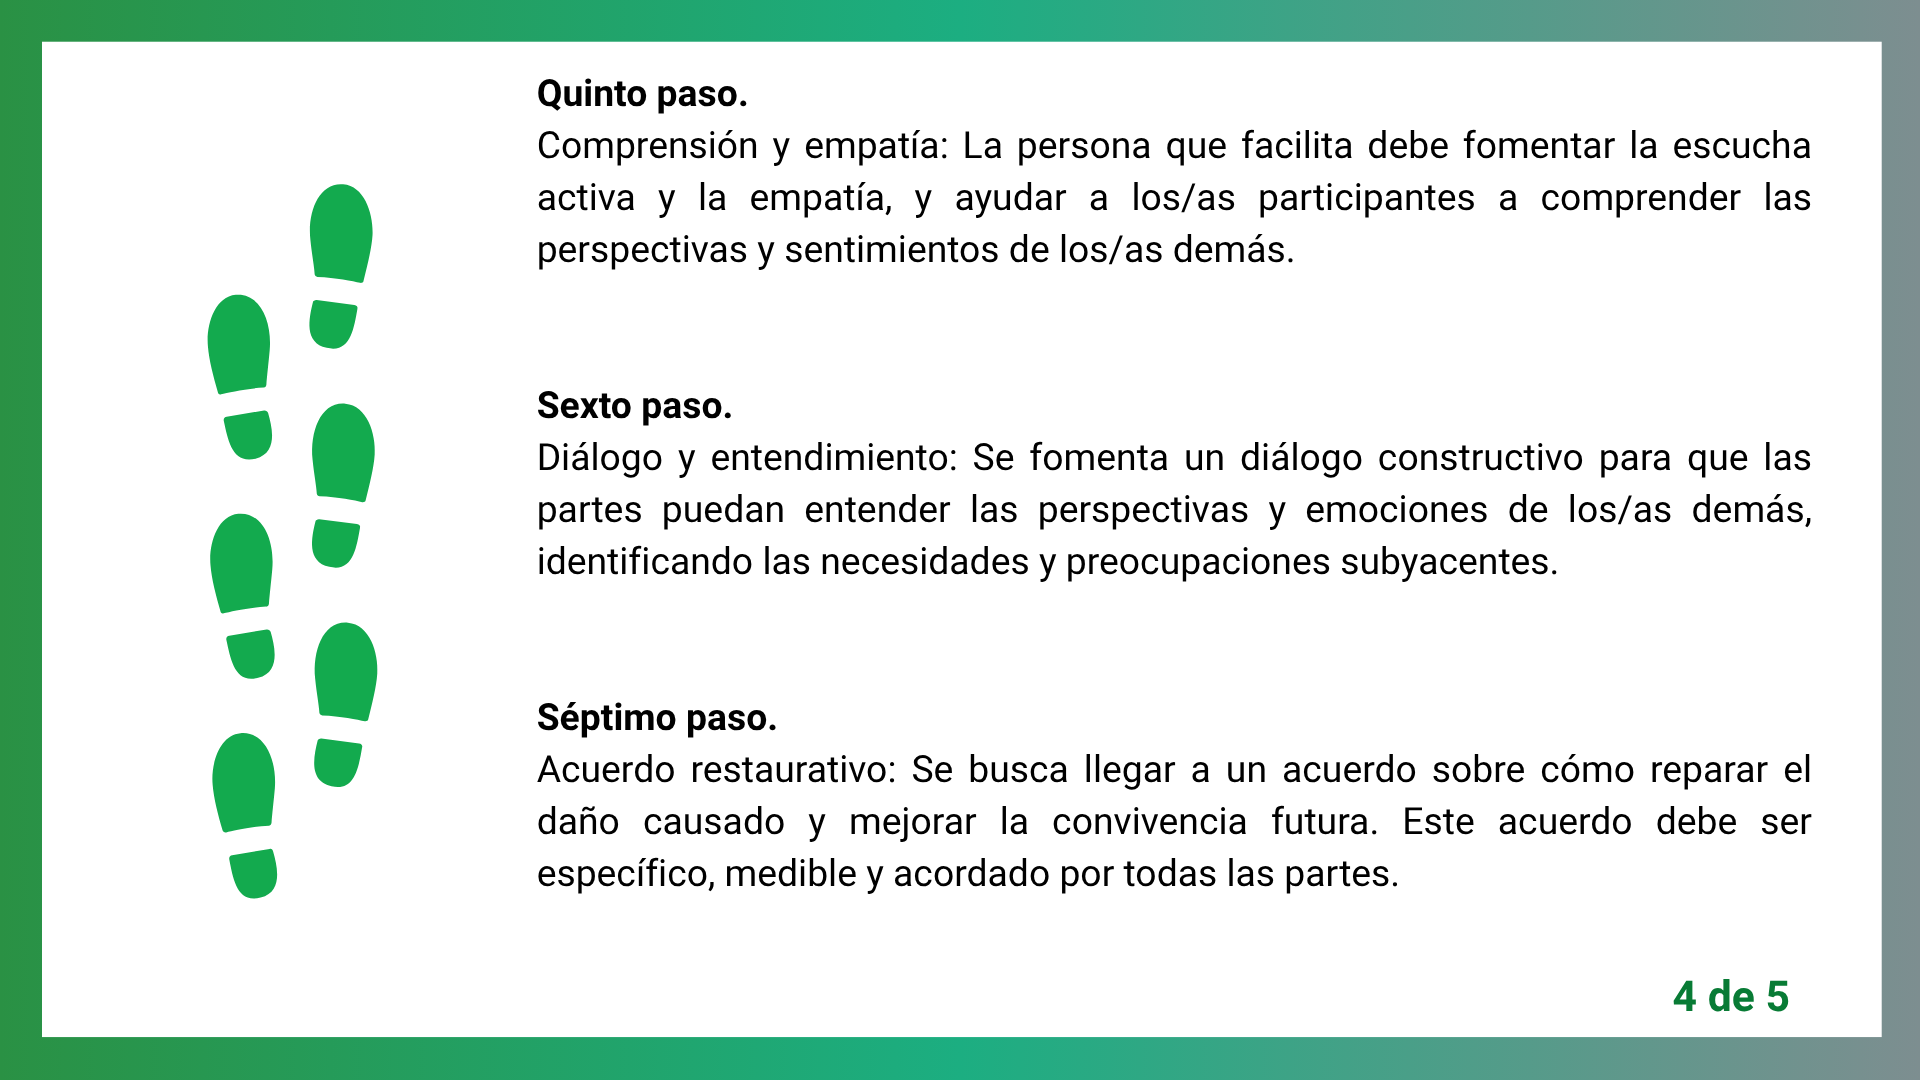 Quinto paso.
Comprensión y empatía: La persona que facilita debe fomentar la escucha
activa y la empatía, y ayudar a los/as participantes a comprender las
perspectivas y sentimientos de los/as demás.
Sexto paso.
Diálogo y entendimiento: Se fomenta un diálogo constructivo para que las
partes puedan entender las perspectivas y emociones de los/as demás,
identificando las necesidades y preocupaciones subyacentes.
Séptimo paso.
Acuerdo restaurativo: Se busca llegar a un acuerdo sobre cómo reparar el
daño causado y mejorar la convivencia futura. Este acuerdo debe ser
específico, medible y acordado por todas las partes.
4 de 5